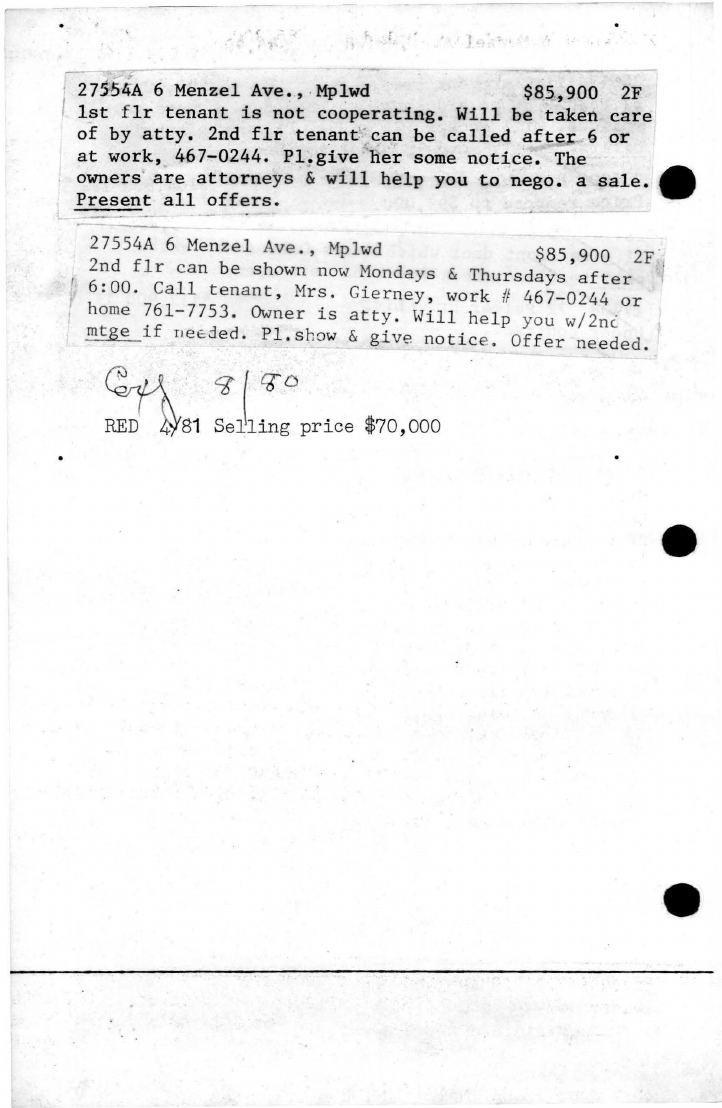 27554A 6 Menzel Ave., Mplwd $85,900 2F
1st flr tenant is not cooperating. Will be taken care
of by atty. 2nd flr tenant can be called after 6 or
at work, 467-0244. Pl.give her some notice. The
owners are attorneys & will help you to nego. a sale.
Present all offers.
27554A 6 Menzel Ave., Mplwd $85,900 2F
2nd flr can be shown now Mondays & Thursdays after
6:00. Call tenant, Mrs. Gierney, work # 467-0244 or
home 761-7753. Owner is atty. Will help you w/2nd
mtge if needed. Pl.show & give notice. Offer needed.
8/80
RED 4/81 Selling price $70,000